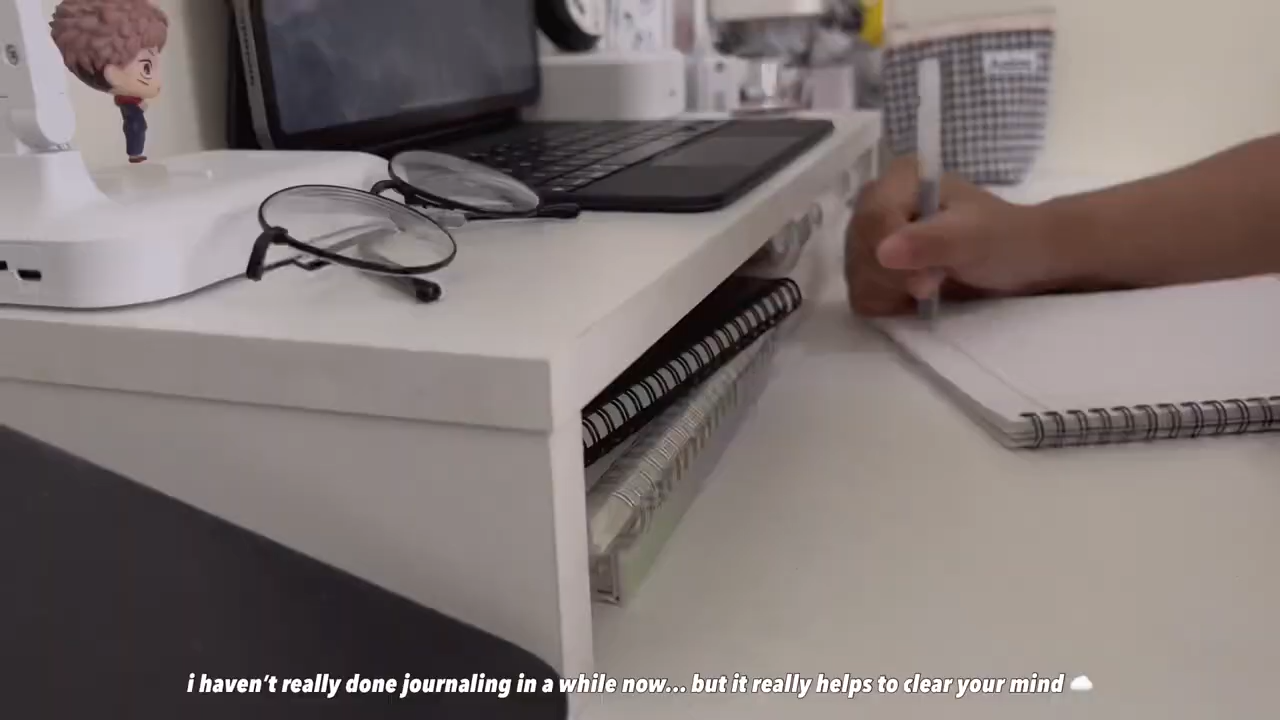 i haven't really done journaling in a while now... but it really helps to clear your mind ☁️